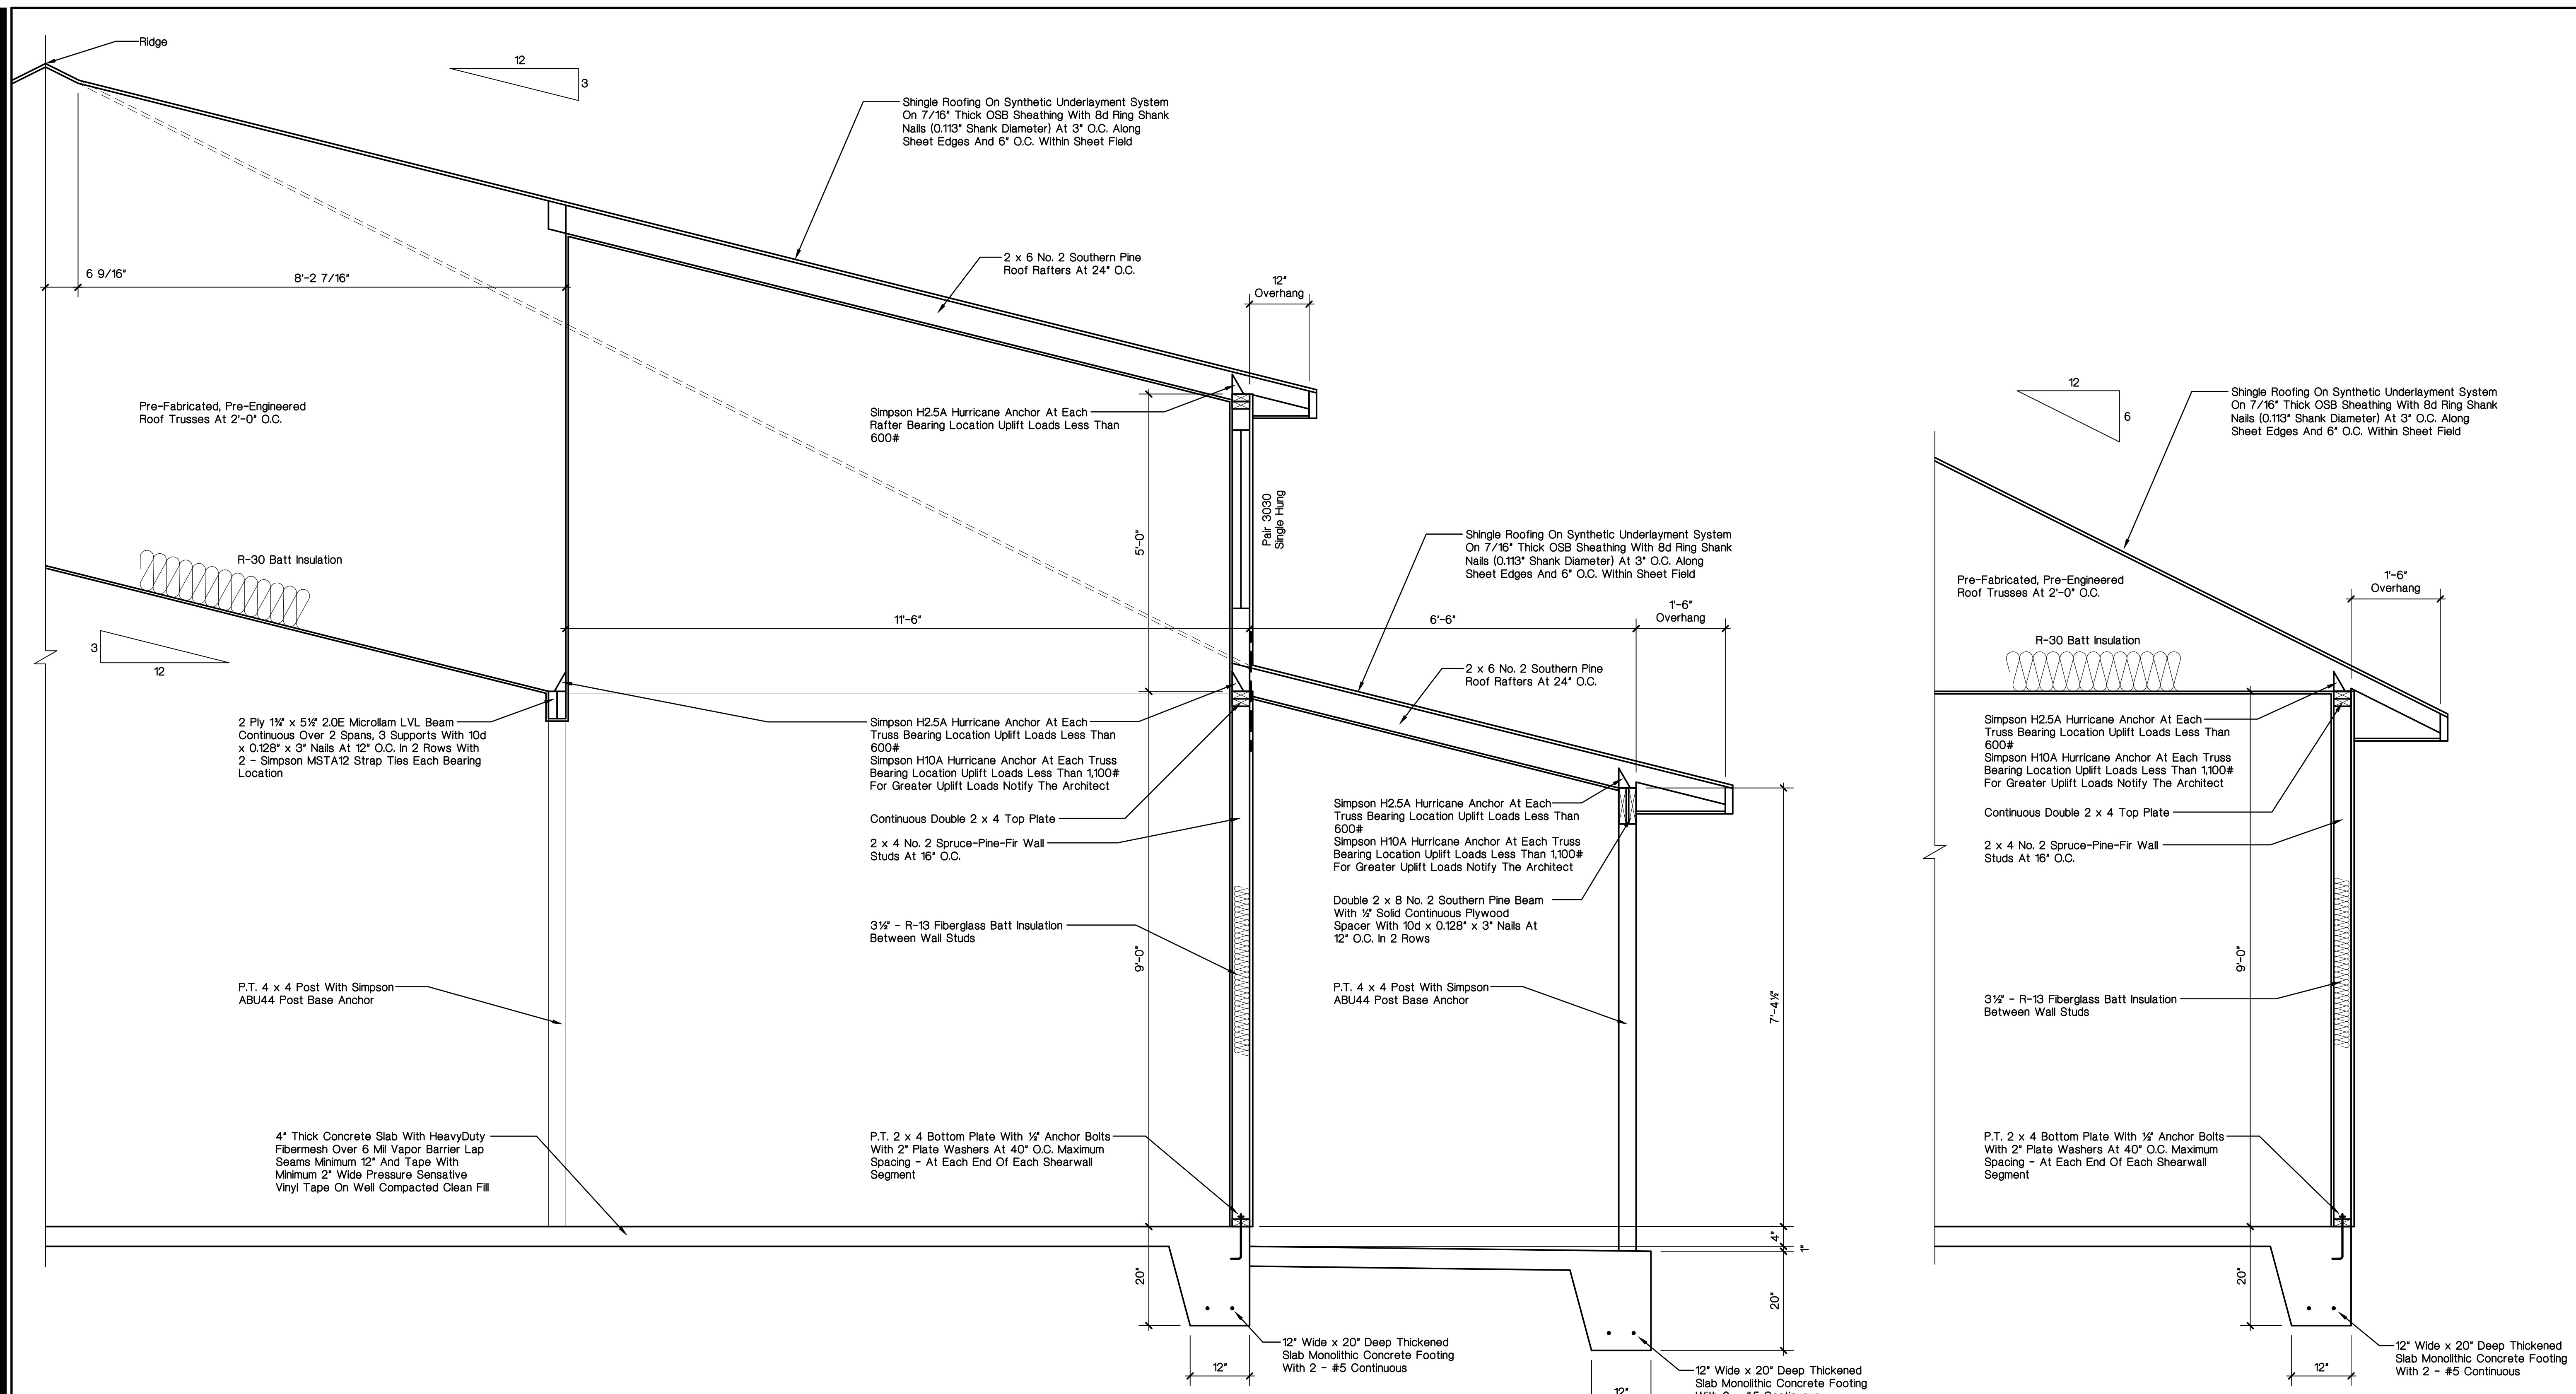 Ridge
12
3
Shingle Roofing On Synthetic Underlayment System
On 7/16" Thick OSB Sheathing With 8d Ring Shank
Nails (0.113" Shank Diameter) At 3" O.C. Along
Sheet Edges And 6" O.C. Within Sheet Field
2 x 6 No. 2 Southern Pine
Roof Rafters At 24" O.C.
6 9/16"
8'-2 7/16"
12"
Overhang
Pre-Fabricated, Pre-Engineered
Roof Trusses At 2'-0" O.C.
Simpson H2.5A Hurricane Anchor At Each
Rafter Bearing Location Uplift Loads Less Than
600#
5'-0"
Pair 3030
Single Hung
R-30 Batt Insulation
3
12
11'-6"
6'-6"
1'-6"
Overhang
Shingle Roofing On Synthetic Underlayment System
On 7/16" Thick OSB Sheathing With 8d Ring Shank
Nails (0.113" Shank Diameter) At 3" O.C. Along
Sheet Edges And 6" O.C. Within Sheet Field
2 x 6 No. 2 Southern Pine
Roof Rafters At 24" O.C.
2 Ply 1¾" x 5½" 2.0E Microllam LVL Beam
Continuous Over 2 Spans, 3 Supports With 10d
x 0.128" x 3" Nails At 12" O.C. In 2 Rows With
2 - Simpson MSTA12 Strap Ties Each Bearing
Location
Simpson H2.5A Hurricane Anchor At Each
Truss Bearing Location Uplift Loads Less Than
600#
Simpson H10A Hurricane Anchor At Each Truss
Bearing Location Uplift Loads Less Than 1,100#
For Greater Uplift Loads Notify The Architect
Continuous Double 2 x 4 Top Plate
2 x 4 No. 2 Spruce-Pine-Fir Wall
Studs At 16" O.C.
3½" - R-13 Fiberglass Batt Insulation
Between Wall Studs
9'-0"
Simpson H2.5A Hurricane Anchor At Each
Truss Bearing Location Uplift Loads Less Than
600#
Simpson H10A Hurricane Anchor At Each Truss
Bearing Location Uplift Loads Less Than 1,100#
For Greater Uplift Loads Notify The Architect
Double 2 x 8 No. 2 Southern Pine Beam
With ½" Solid Continuous Plywood
Spacer With 10d x 0.128" x 3" Nails At
12" O.C. In 2 Rows
P.T. 4 x 4 Post With Simpson
ABU44 Post Base Anchor
P.T. 4 x 4 Post With Simpson
ABU44 Post Base Anchor
7'-4½"
4" Thick Concrete Slab With HeavyDuty
Fibermesh Over 6 Mil Vapor Barrier Lap
Seams Minimum 12" And Tape With
Minimum 2" Wide Pressure Sensative
Vinyl Tape On Well Compacted Clean Fill
P.T. 2 x 4 Bottom Plate With ½" Anchor Bolts
With 2" Plate Washers At 40" O.C. Maximum
Spacing - At Each End Of Each Shearwall
Segment
4"
1"
20"
20"
12" Wide x 20" Deep Thickened
Slab Monolithic Concrete Footing
With 2 - #5 Continuous
12"
12" Wide x 20" Deep Thickened
Slab Monolithic Concrete Footing
With 2 - #5 Continuous
12"
12
6
Shingle Roofing On Synthetic Underlayment System
On 7/16" Thick OSB Sheathing With 8d Ring Shank
Nails (0.113" Shank Diameter) At 3" O.C. Along
Sheet Edges And 6" O.C. Within Sheet Field
Pre-Fabricated, Pre-Engineered
Roof Trusses At 2'-0" O.C.
1'-6"
Overhang
R-30 Batt Insulation
Simpson H2.5A Hurricane Anchor At Each
Truss Bearing Location Uplift Loads Less Than
600#
Simpson H10A Hurricane Anchor At Each Truss
Bearing Location Uplift Loads Less Than 1,100#
For Greater Uplift Loads Notify The Architect
Continuous Double 2 x 4 Top Plate
2 x 4 No. 2 Spruce-Pine-Fir Wall
Studs At 16" O.C.
9'-0"
3½" - R-13 Fiberglass Batt Insulation
Between Wall Studs
P.T. 2 x 4 Bottom Plate With ½" Anchor Bolts
With 2" Plate Washers At 40" O.C. Maximum
Spacing - At Each End Of Each Shearwall
Segment
20"
12" Wide x 20" Deep Thickened
Slab Monolithic Concrete Footing
With 2 - #5 Continuous
12"